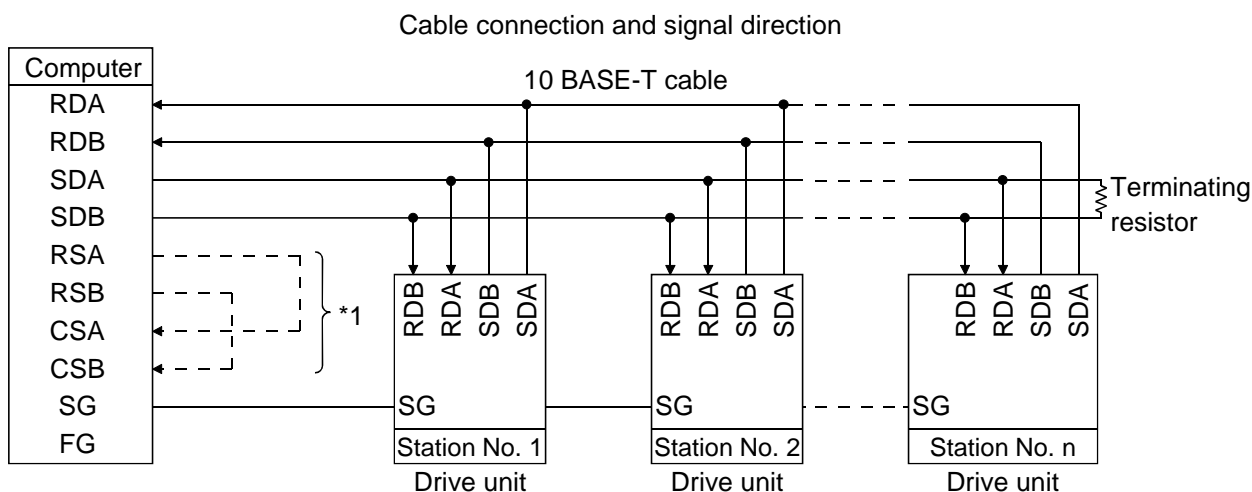 Cable connection and signal direction
Computer
10 BASE-T cable
RDA
RDB
SDA
SDB
RSA
RSB
CSA
CSB
SG
FG
Terminating
resistor
*1
RDB
RDA
SDB
SDA
SG
Station No. 1
Drive unit
RDB
RDA
SDB
SDA
SG
Station No. 2
Drive unit
RDB
RDA
SDB
SDA
SG
Station No. n
Drive unit